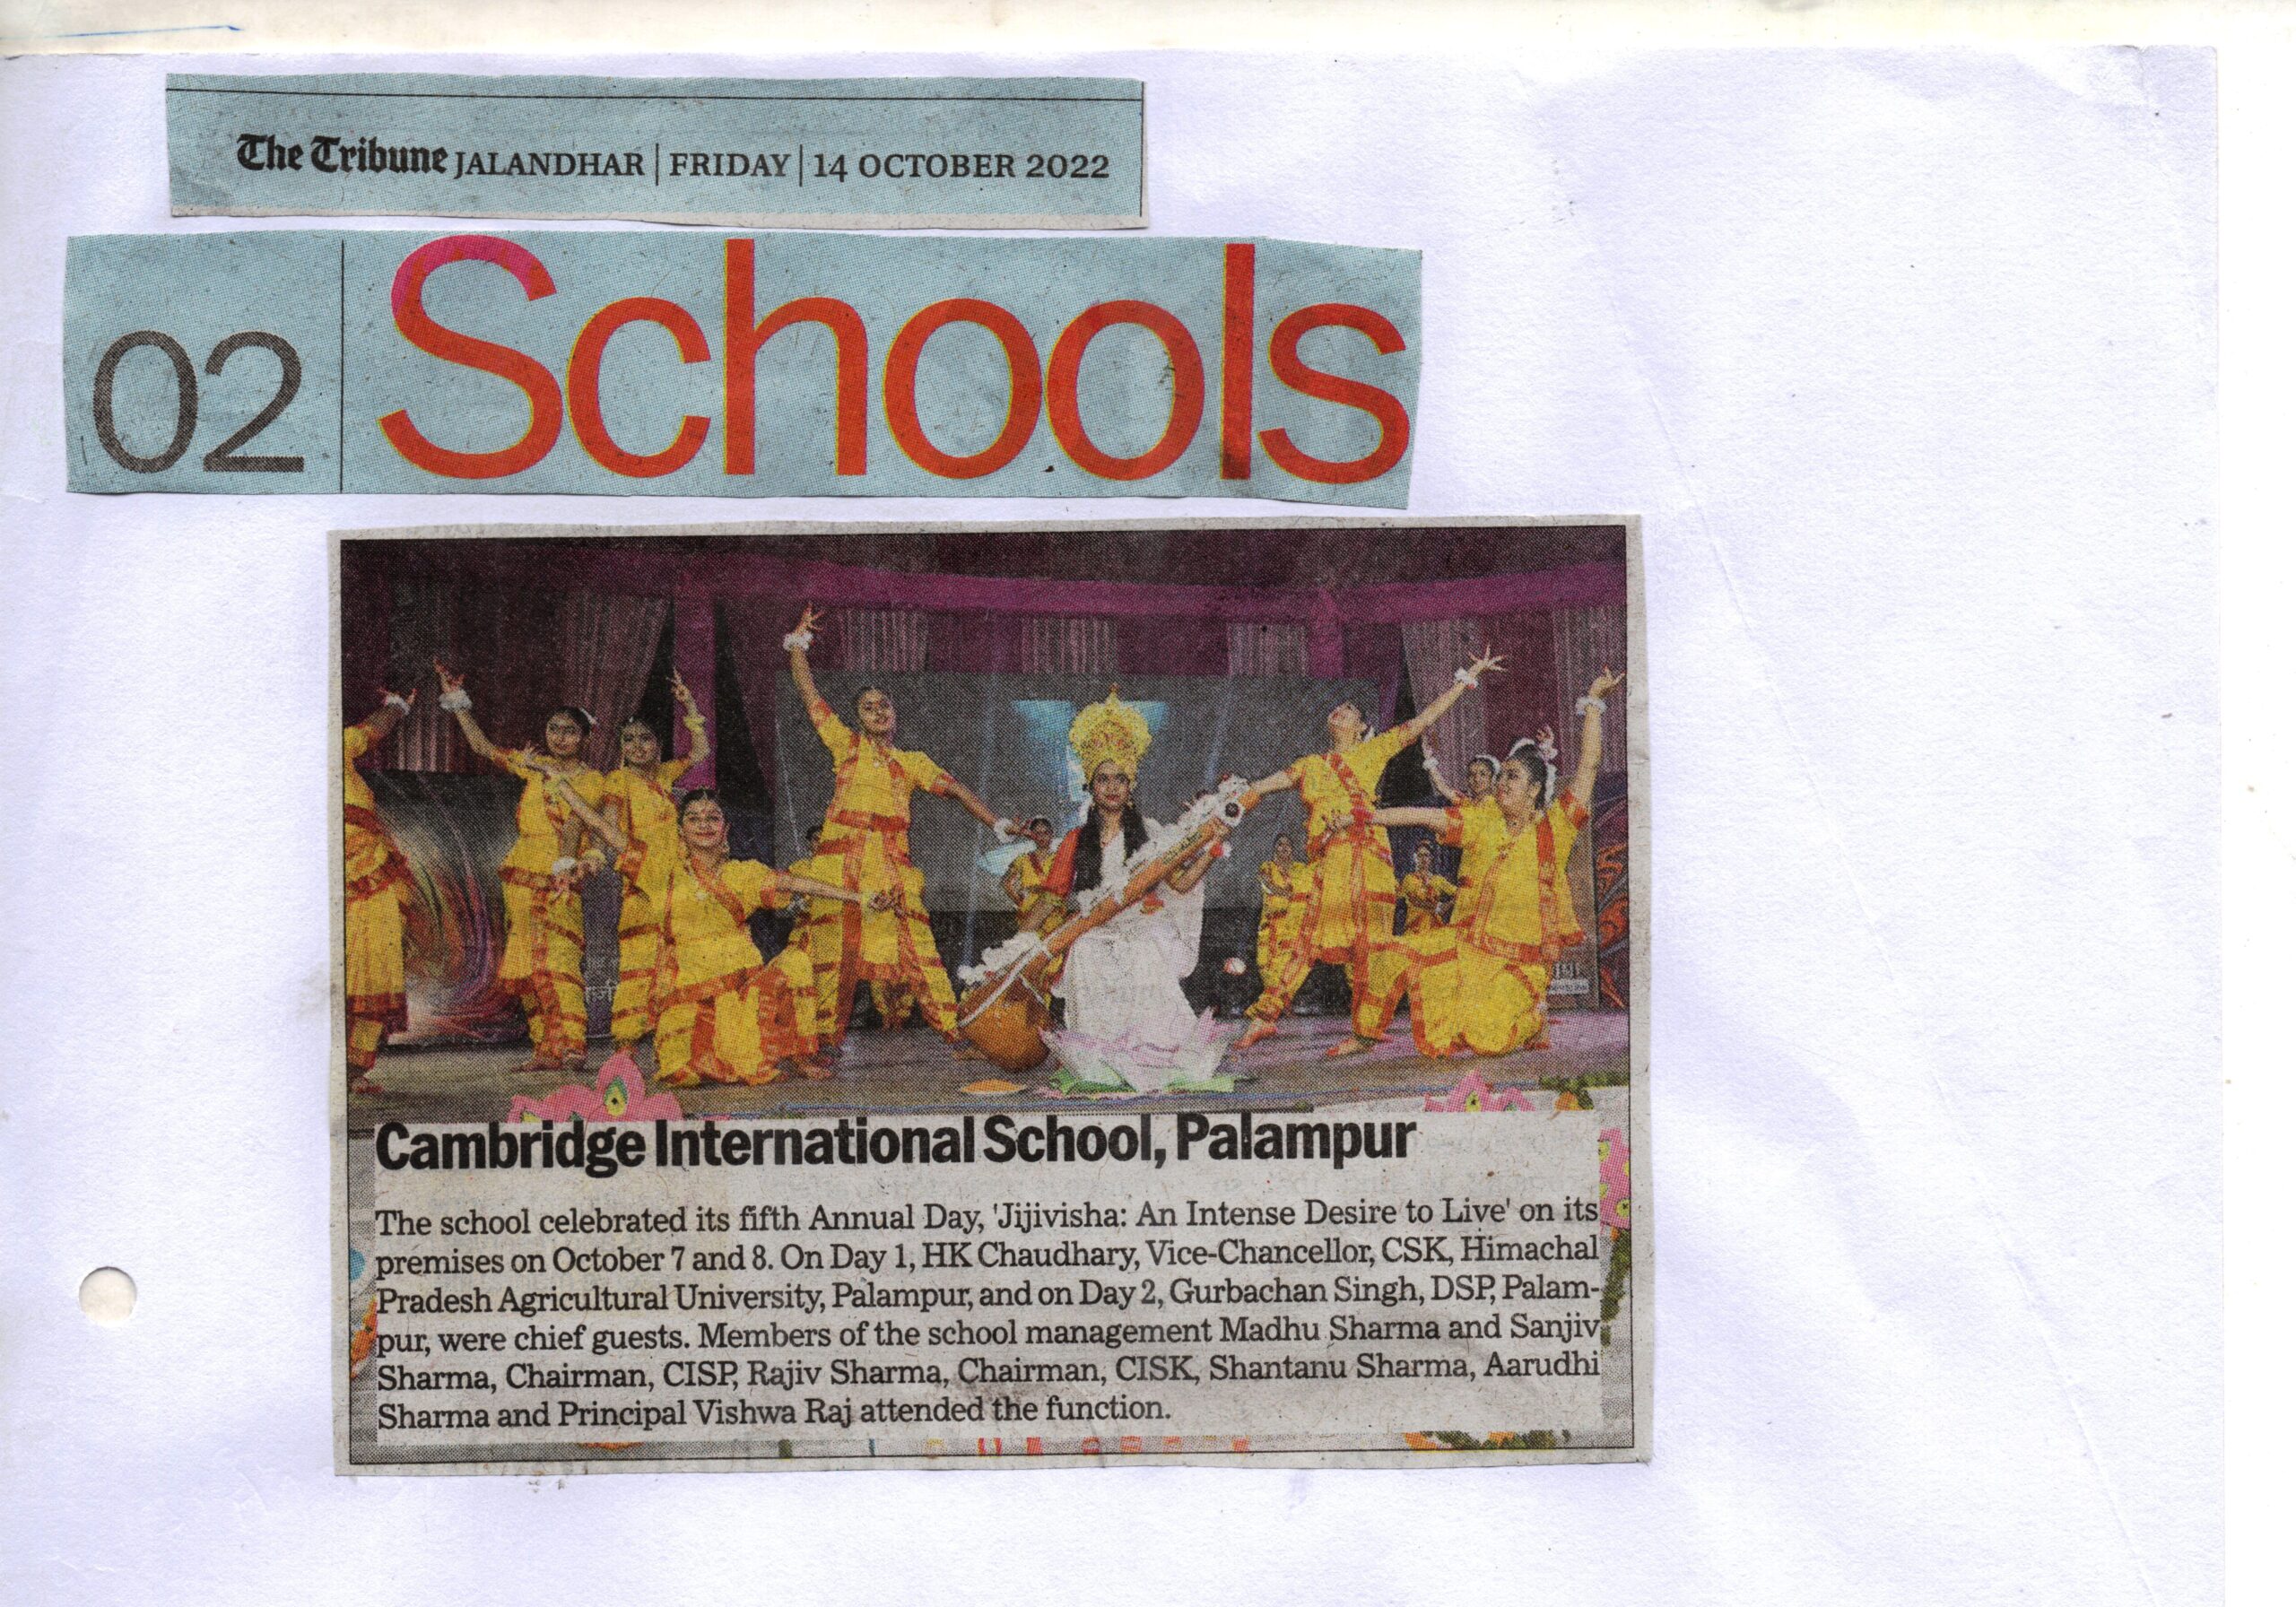 The Tribune JALANDHAR | FRIDAY | 14 OCTOBER 2022
02 | Schools
Cambridge International School, Palampur
The school celebrated its fifth Annual Day, 'Jijivisha: An Intense Desire to Live' on its
premises on October 7 and 8. On Day 1, HK Chaudhary, Vice-Chancellor, CSK, Himachal
Pradesh Agricultural University, Palampur, and on Day 2, Gurbachan Singh, DSP, Palam-
pur, were chief guests. Members of the school management Madhu Sharma and Sanjiv
Sharma, Chairman, CISP, Rajiv Sharma, Chairman, CISK, Shantanu Sharma, Aarudhi
Sharma and Principal Vishwa Raj attended the function.